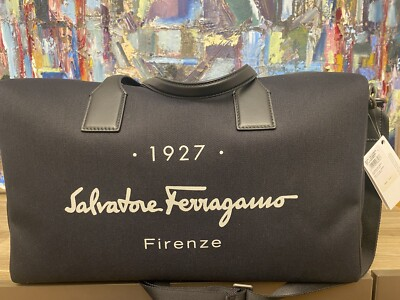 · 1927 ·
Salvatore Ferragamo
Firenze